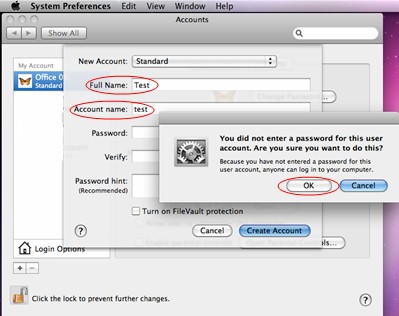 System Preferences Edit View Window Help
Accounts
Show All
My Account
Office
Standard
New Account: Standard
Full Name: Test
Account name: test
Password:
Verify:
Password hint:
(Recommended)
Turn on FileVault protection
? Cancel Create Account
You did not enter a password for this user
account. Are you sure you want to do this?
Because you have not entered a password for this
user account, anyone can log in to your computer.
OK Cancel
Login Options
+ −
Click the lock to prevent further changes.
?